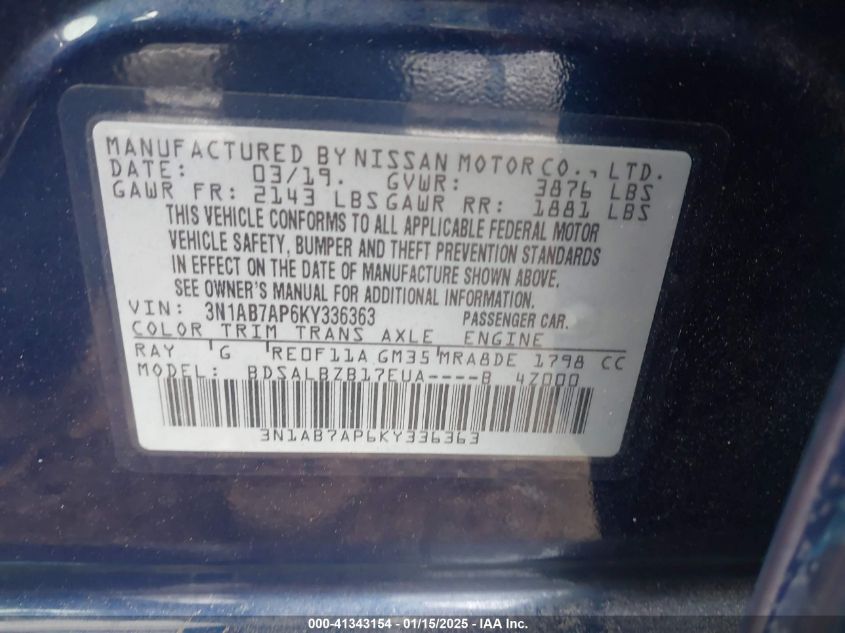 MANUFACTURED BY NISSAN MOTOR CO., LTD.
DATE: 03/19. GVWR: 3876 LBS
GAWR FR: 2143 LBS GAWR RR: 1881 LBS
THIS VEHICLE CONFORMS TO ALL APPLICABLE FEDERAL MOTOR
VEHICLE SAFETY, BUMPER AND THEFT PREVENTION STANDARDS
IN EFFECT ON THE DATE OF MANUFACTURE SHOWN ABOVE.
SEE OWNER'S MANUAL FOR ADDITIONAL INFORMATION.
VIN: 3N1AB7AP6KY336363 PASSENGER CAR.
COLOR TRIM TRANS AXLE ENGINE
RAY 'G 'RE0F11A GM35'MRA8DE 1798 CC
MODEL: BDSALBZB17EUA----B 4Z000
3N1AB7AP6KY336363
000-41343154 - 01/15/2025 - IAA Inc.